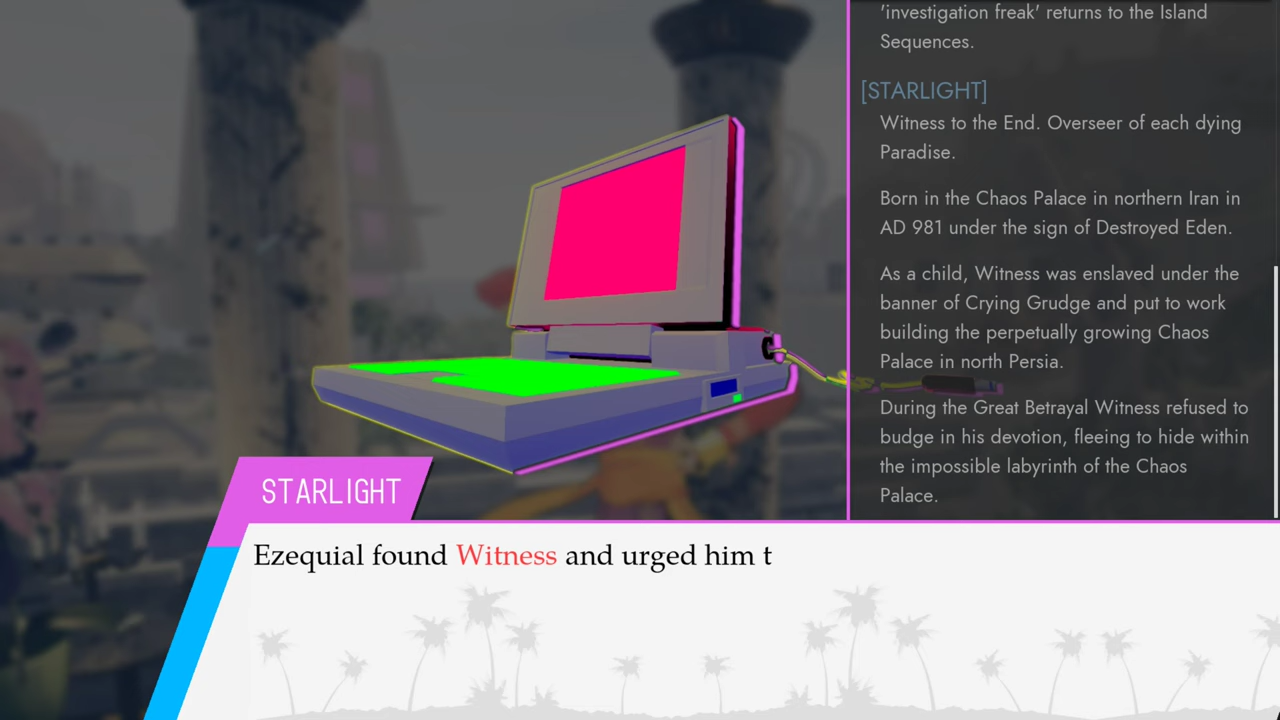 'investigation freak' returns to the Island
Sequences.
[STARLIGHT]
Witness to the End. Overseer of each dying
Paradise.
Born in the Chaos Palace in northern Iran in
AD 981 under the sign of Destroyed Eden.
As a child, Witness was enslaved under the
banner of Crying Grudge and put to work
building the perpetually growing Chaos
Palace in north Persia.
During the Great Betrayal Witness refused to
budge in his devotion, fleeing to hide within
the impossible labyrinth of the Chaos
Palace.
STARLIGHT
Ezequial found Witness and urged him t